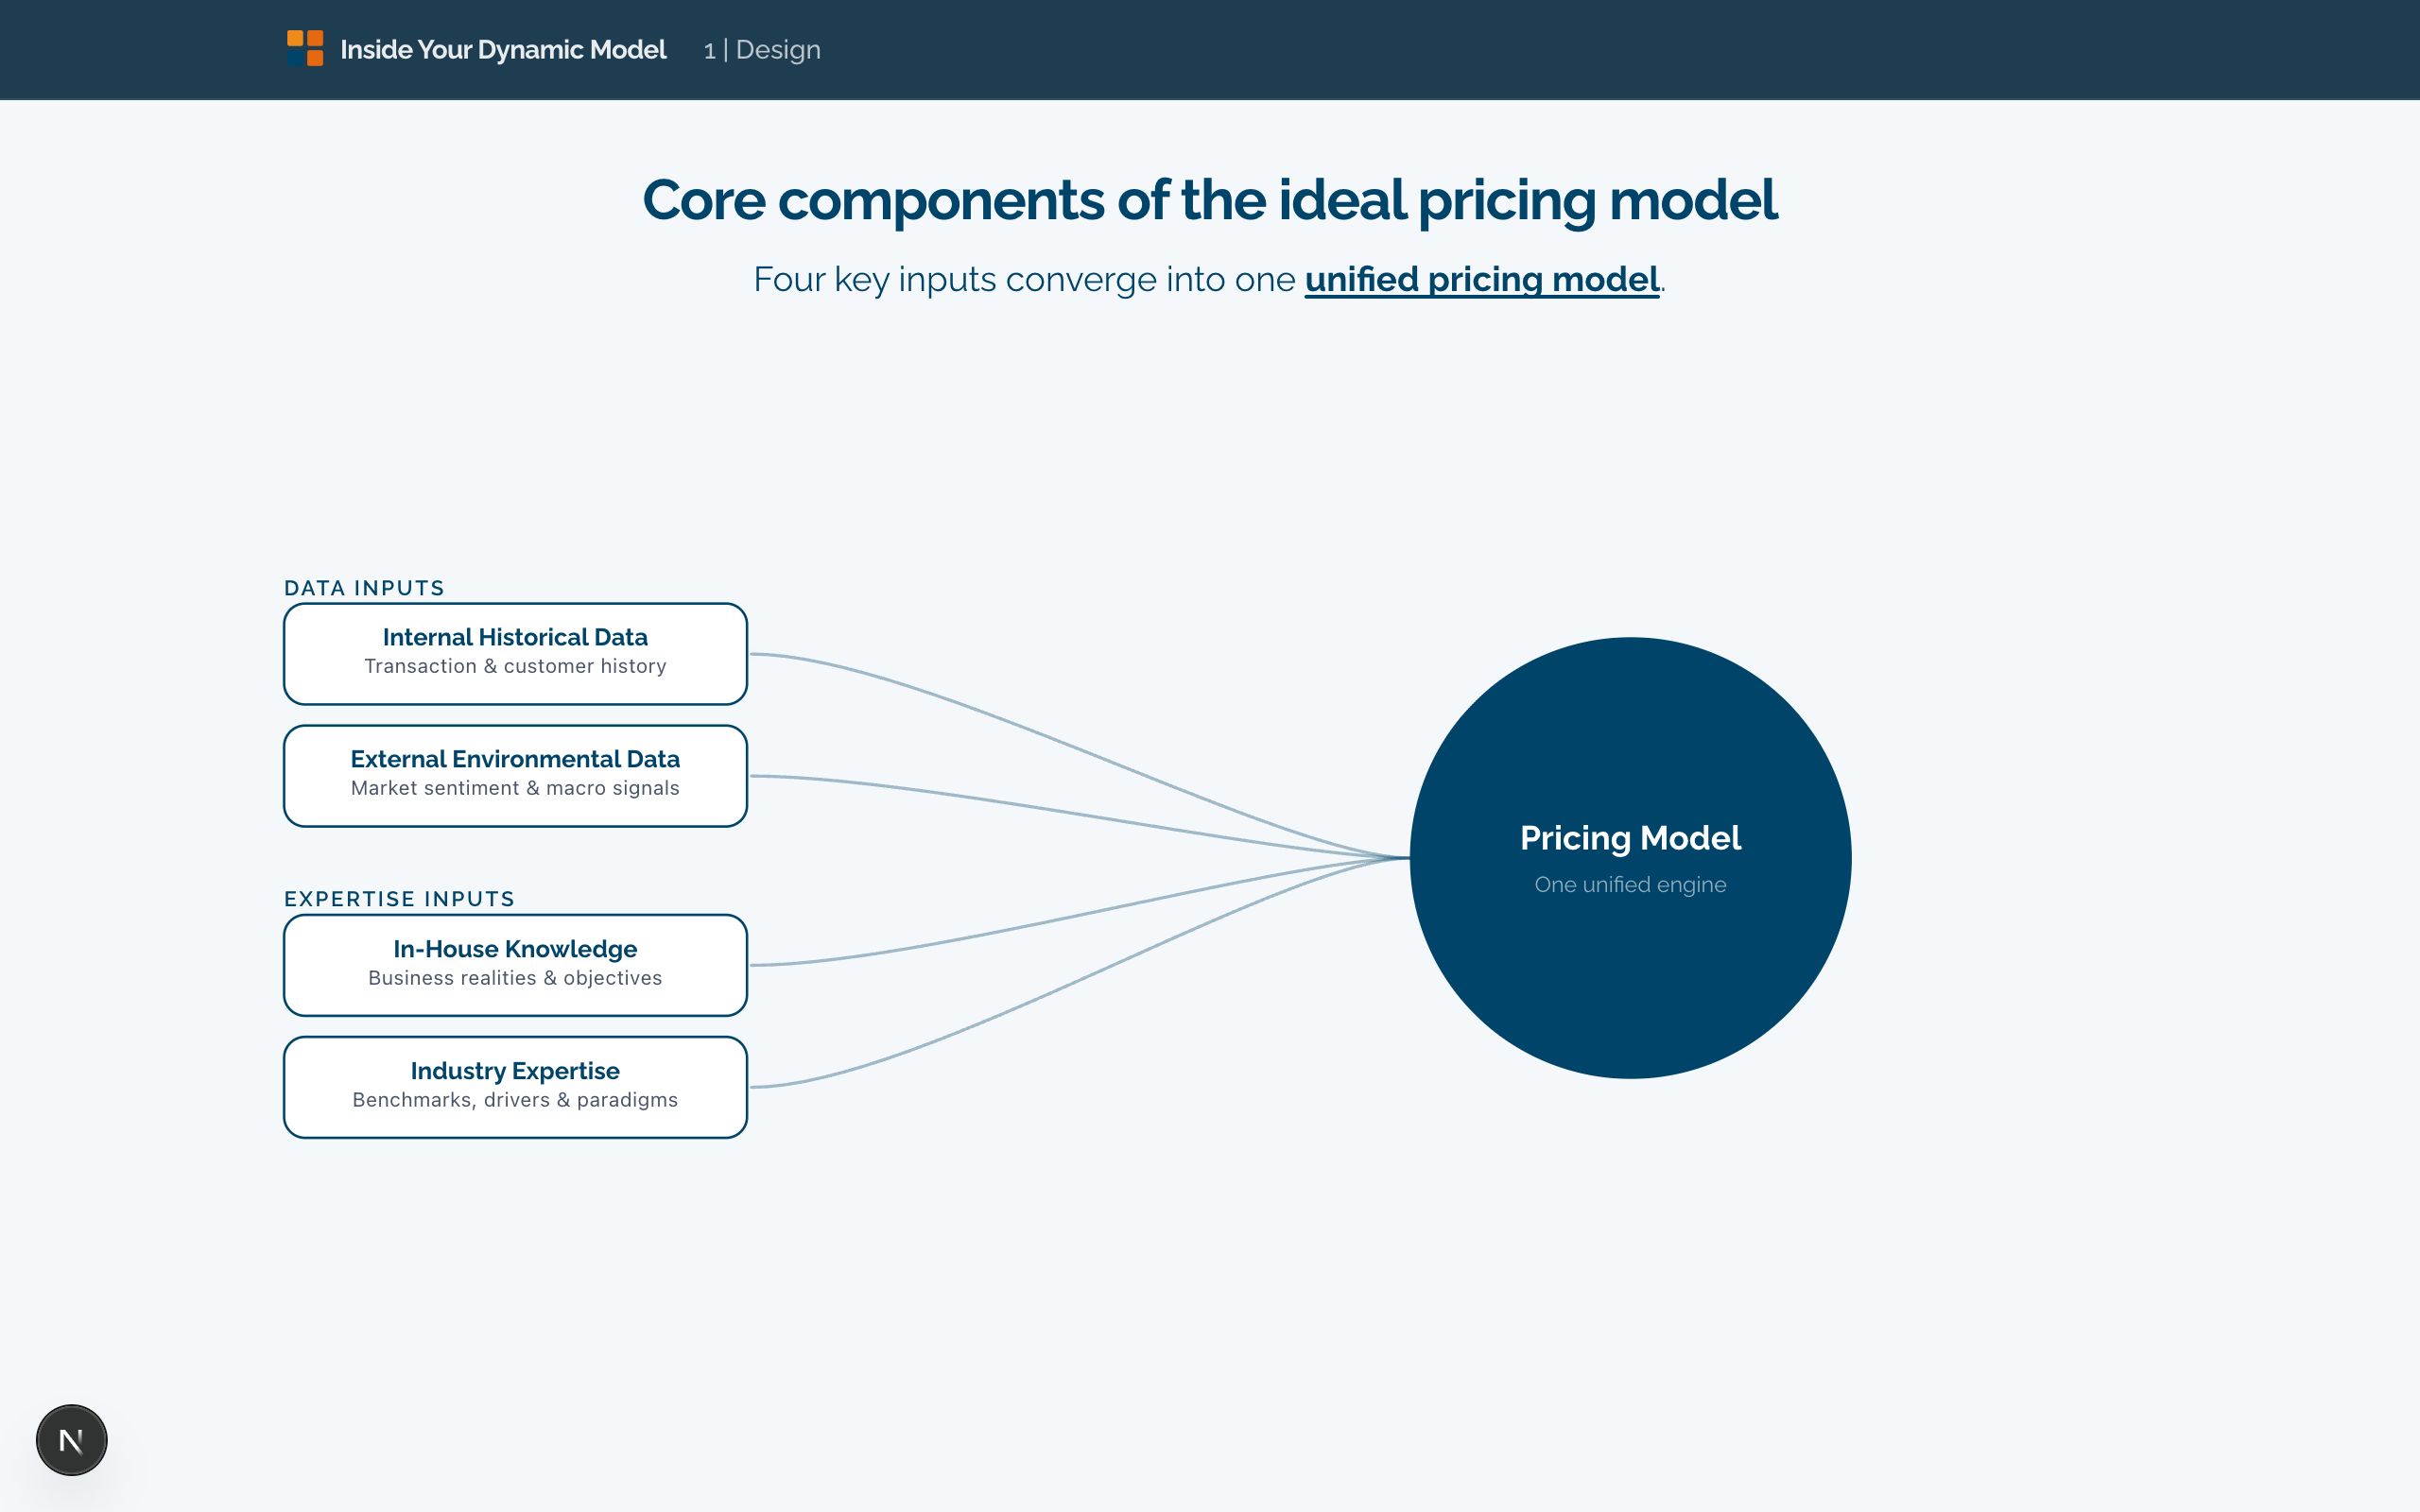 Inside Your Dynamic Model 1 | Design
Core components of the ideal pricing model
Four key inputs converge into one unified pricing model.
DATA INPUTS
Internal Historical Data
Transaction & customer history
External Environmental Data
Market sentiment & macro signals
EXPERTISE INPUTS
In-House Knowledge
Business realities & objectives
Industry Expertise
Benchmarks, drivers & paradigms
Pricing Model
One unified engine
N